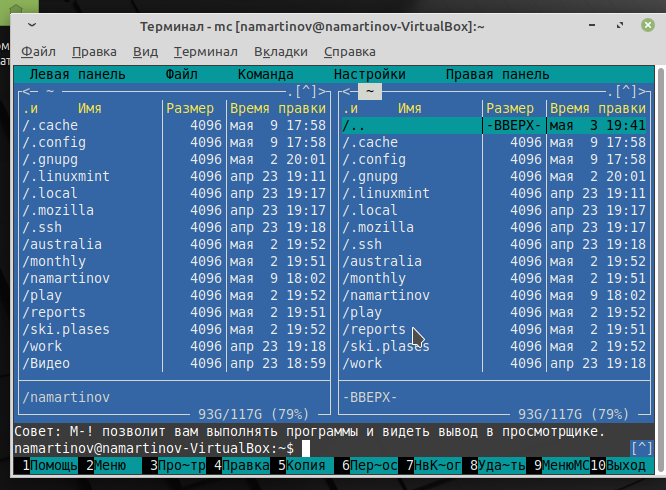 Терминал - mc [namartinov@namartinov-VirtualBox]:~
Файл Правка Вид Терминал Вкладки Справка
Левая панель Файл Команда Настройки Правая панель
<─ ~ .[^]> <─ ~ .[^]>
.и Имя Размер Время правки .и Имя Размер Время правки
/.cache 4096 мая 9 17:58 /.. -ВВЕРХ- мая 3 19:41
/.config 4096 мая 9 17:58 /.cache 4096 мая 9 17:58
/.gnupg 4096 мая 2 20:01 /.config 4096 мая 9 17:58
/.linuxmint 4096 апр 23 19:11 /.gnupg 4096 мая 2 20:01
/.local 4096 апр 23 19:17 /.linuxmint 4096 апр 23 19:11
/.mozilla 4096 апр 23 19:17 /.local 4096 апр 23 19:17
/.ssh 4096 апр 23 19:18 /.mozilla 4096 апр 23 19:17
/australia 4096 мая 2 19:52 /.ssh 4096 апр 23 19:18
/monthly 4096 мая 2 19:51 /australia 4096 мая 2 19:52
/namartinov 4096 мая 9 18:02 /monthly 4096 мая 2 19:51
/play 4096 мая 2 19:52 /namartinov 4096 мая 9 18:02
/reports 4096 мая 2 19:51 /play 4096 мая 2 19:52
/ski.plases 4096 мая 2 19:52 /reports 4096 мая 2 19:51
/work 4096 апр 23 19:18 /ski.plases 4096 мая 2 19:52
/Видео 4096 апр 23 18:59 /work 4096 апр 23 19:18
/namartinov -ВВЕРХ-
93G/117G (79%) 93G/117G (79%)
Совет: M-! позволит вам выполнять программы и видеть вывод в просмотрщике.
namartinov@namartinov-VirtualBox:~$ [^]
1Помощь 2Меню 3Про~тр 4Правка 5Копия 6Пер~ос 7НвК~ог 8Уда~ть 9МенюMC 10Выход